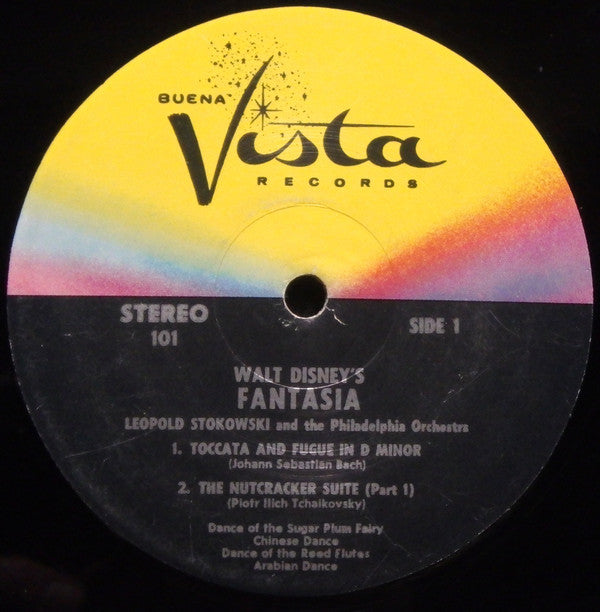 BUENA
Vista
RECORDS
STEREO
101
SIDE 1
WALT DISNEY'S
FANTASIA
LEOPOLD STOKOWSKI and the Philadelphia Orchestra
1. TOCCATA AND FUGUE IN D MINOR
(Johann Sebastian Bach)
2. THE NUTCRACKER SUITE (Part 1)
(Piotr Ilich Tchaikovsky)
Dance of the Sugar Plum Fairy
Chinese Dance
Dance of the Reed Flutes
Arabian Dance